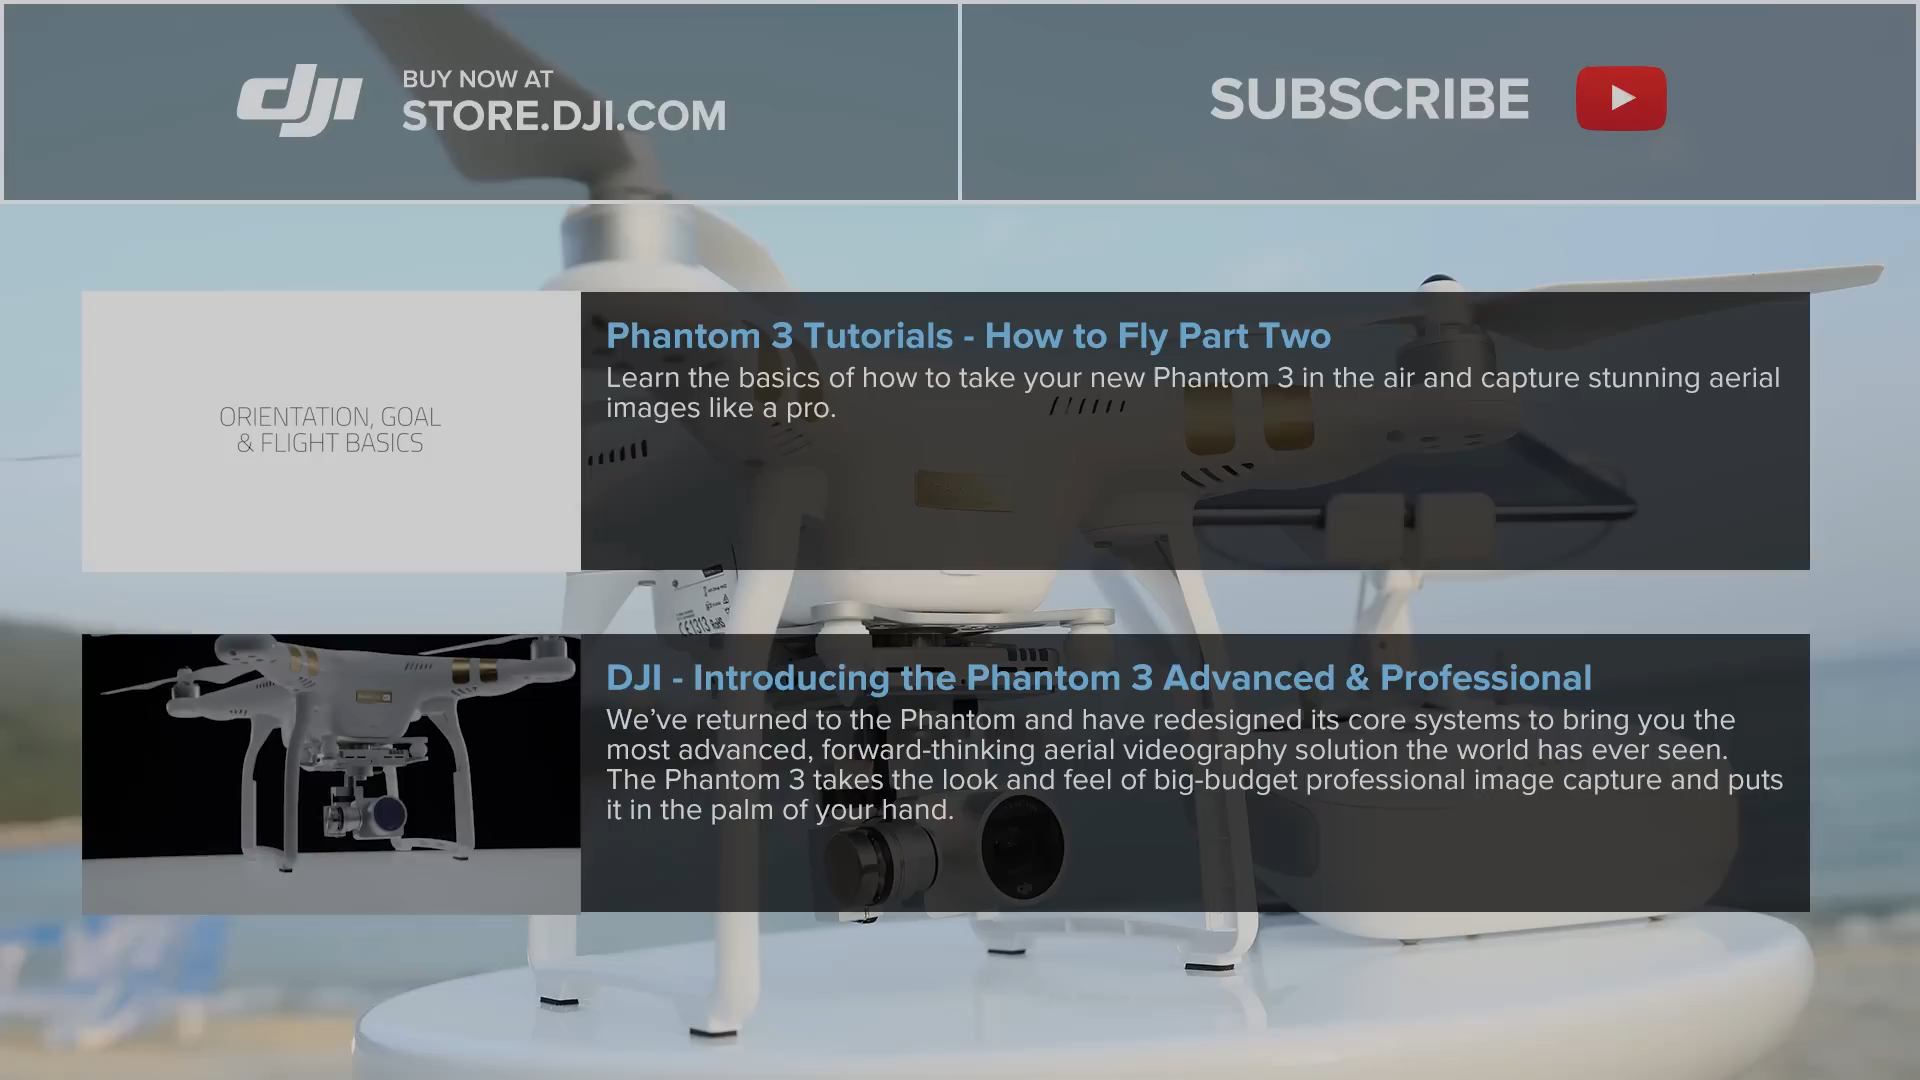 dji
BUY NOW AT
STORE.DJI.COM
SUBSCRIBE
ORIENTATION, GOAL
& FLIGHT BASICS
Phantom 3 Tutorials - How to Fly Part Two
Learn the basics of how to take your new Phantom 3 in the air and capture stunning aerial
images like a pro.
CE1313 RoHS
DJI - Introducing the Phantom 3 Advanced & Professional
We’ve returned to the Phantom and have redesigned its core systems to bring you the
most advanced, forward-thinking aerial videography solution the world has ever seen.
The Phantom 3 takes the look and feel of big-budget professional image capture and puts
it in the palm of your hand.
dji